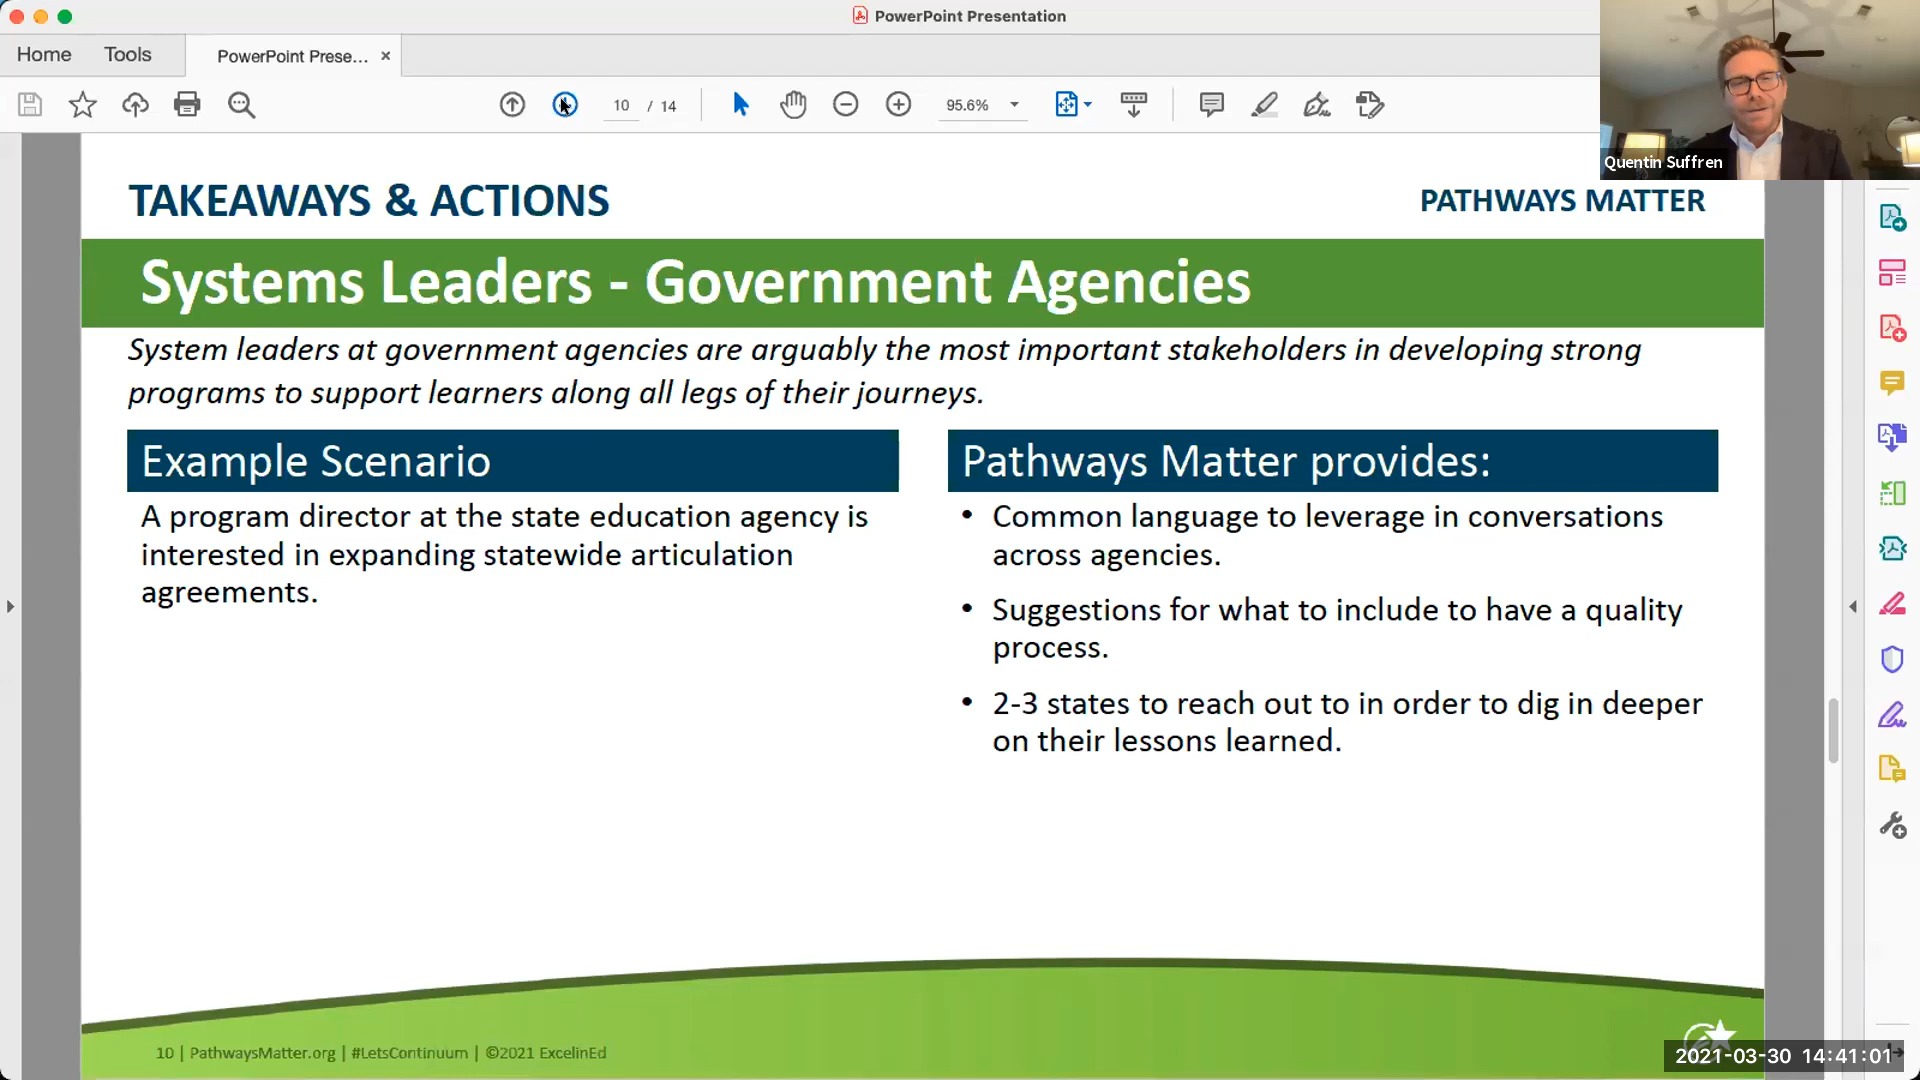 PowerPoint Presentation
Home Tools PowerPoint Prese... ×
10 / 14 95.6%
Quentin Suffren
TAKEAWAYS & ACTIONS
PATHWAYS MATTER
Systems Leaders - Government Agencies
System leaders at government agencies are arguably the most important stakeholders in developing strong
programs to support learners along all legs of their journeys.
Example Scenario
A program director at the state education agency is
interested in expanding statewide articulation
agreements.
Pathways Matter provides:
• Common language to leverage in conversations
across agencies.
• Suggestions for what to include to have a quality
process.
• 2-3 states to reach out to in order to dig in deeper
on their lessons learned.
10 | PathwaysMatter.org | #LetsContinuum | ©2021 ExcelinEd
2021-03-30 14:41:01